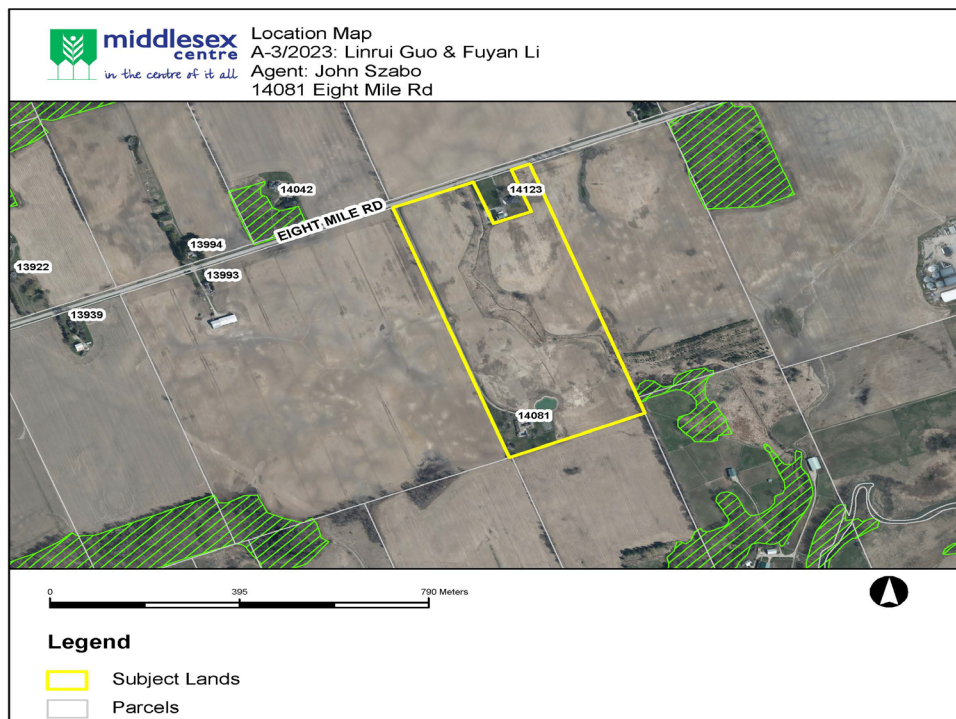 middlesex
centre
in the centre of it all
Location Map
A-3/2023: Linrui Guo & Fuyan Li
Agent: John Szabo
14081 Eight Mile Rd
14123
14042
EIGHT MILE RD
13994
13922
13993
13939
14081
0 395 790 Meters
Legend
Subject Lands
Parcels